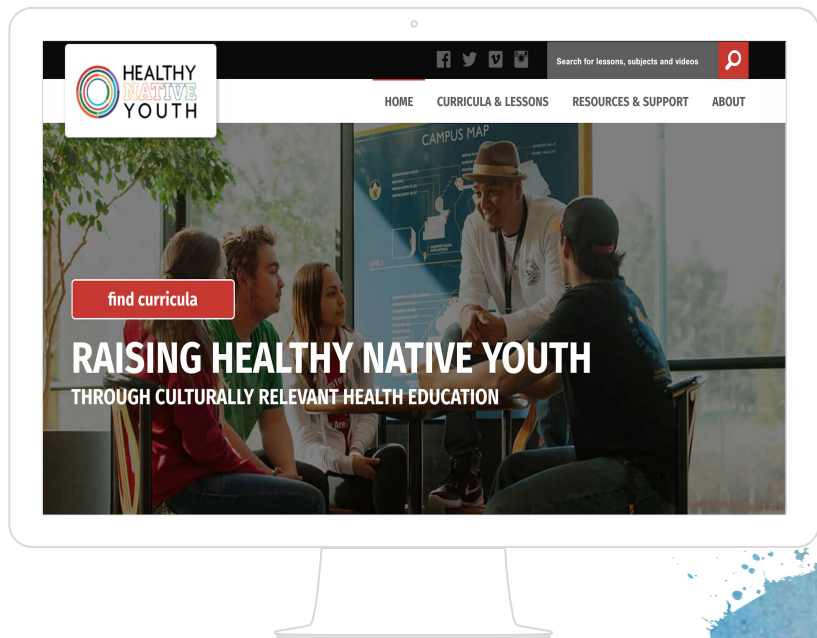 HEALTHY
NATIVE
YOUTH
Search for lessons, subjects and videos
HOME CURRICULA & LESSONS RESOURCES & SUPPORT ABOUT
CAMPUS MAP
find curricula
RAISING HEALTHY NATIVE YOUTH
THROUGH CULTURALLY RELEVANT HEALTH EDUCATION